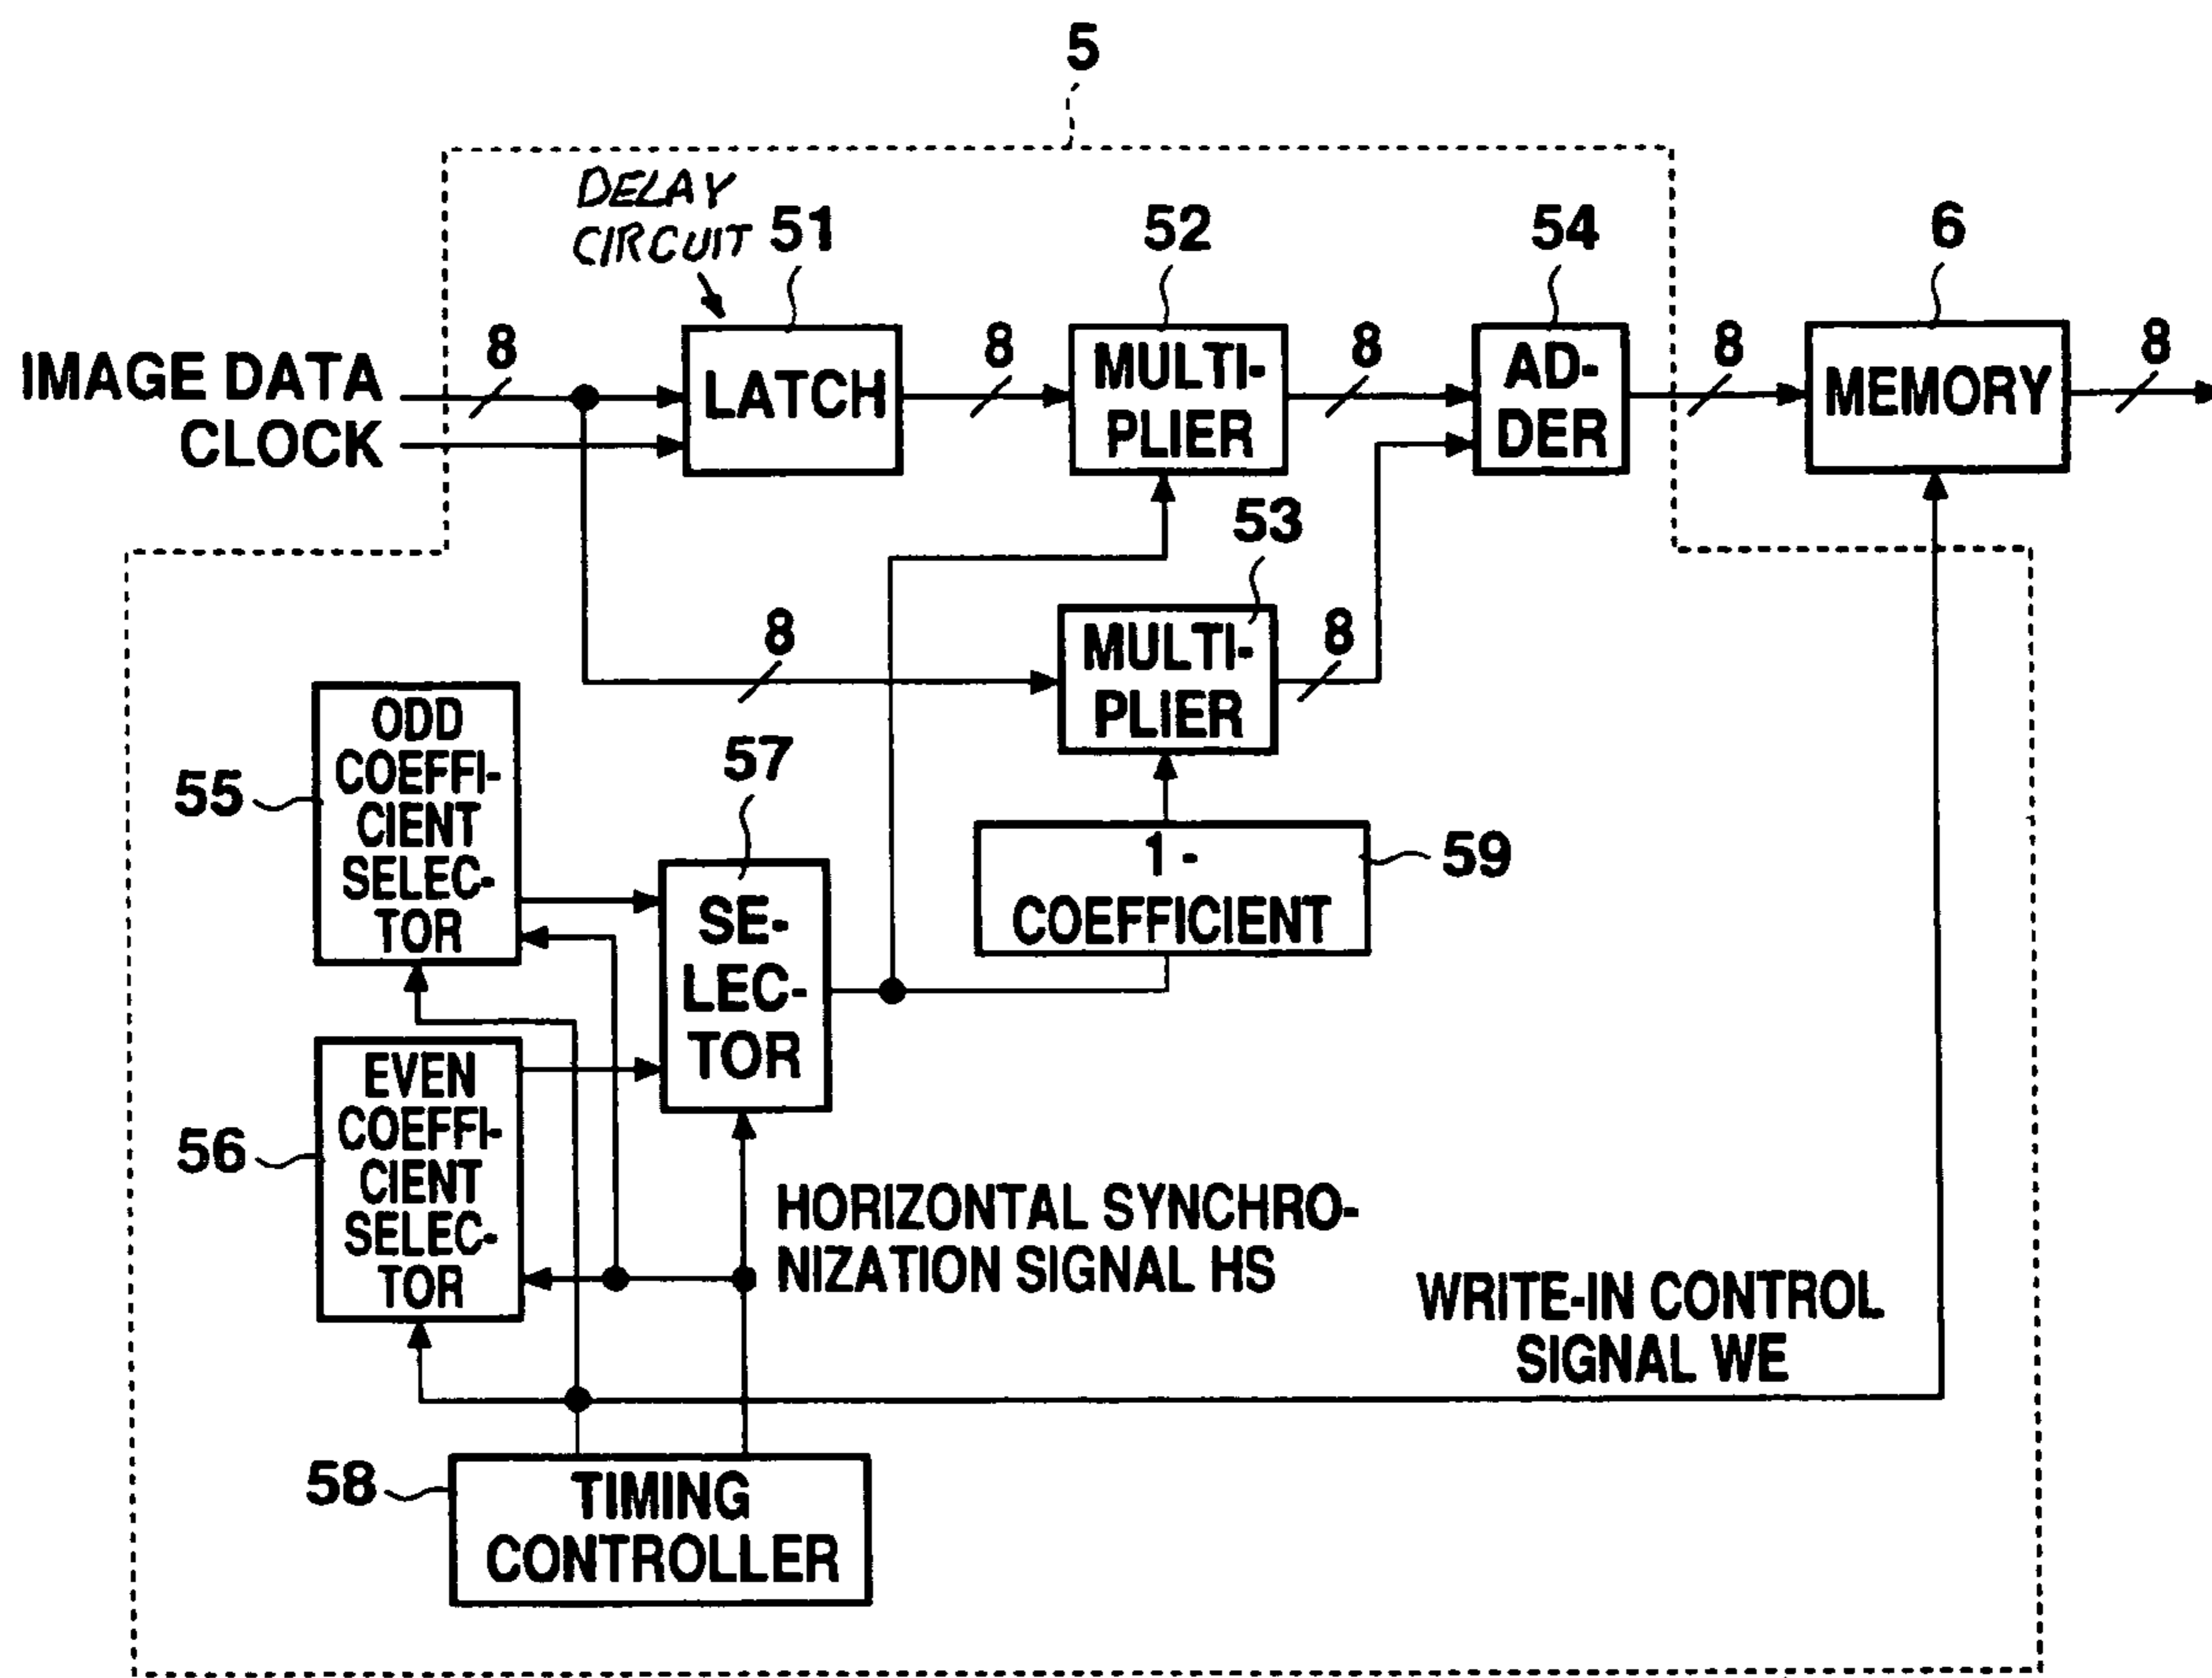 5
DELAY
CIRCUIT
51
52
54
6
IMAGE DATA
CLOCK
8
LATCH
8
MULTI-
PLIER
8
AD-
DER
8
MEMORY
8
53
8
MULTI-
PLIER
8
55
ODD
COEFFI-
CIENT
SELEC-
TOR
57
SE-
LEC-
TOR
1 -
COEFFICIENT
59
56
EVEN
COEFFI-
CIENT
SELEC-
TOR
HORIZONTAL SYNCHRO-
NIZATION SIGNAL HS
WRITE-IN CONTROL
SIGNAL WE
58
TIMING
CONTROLLER